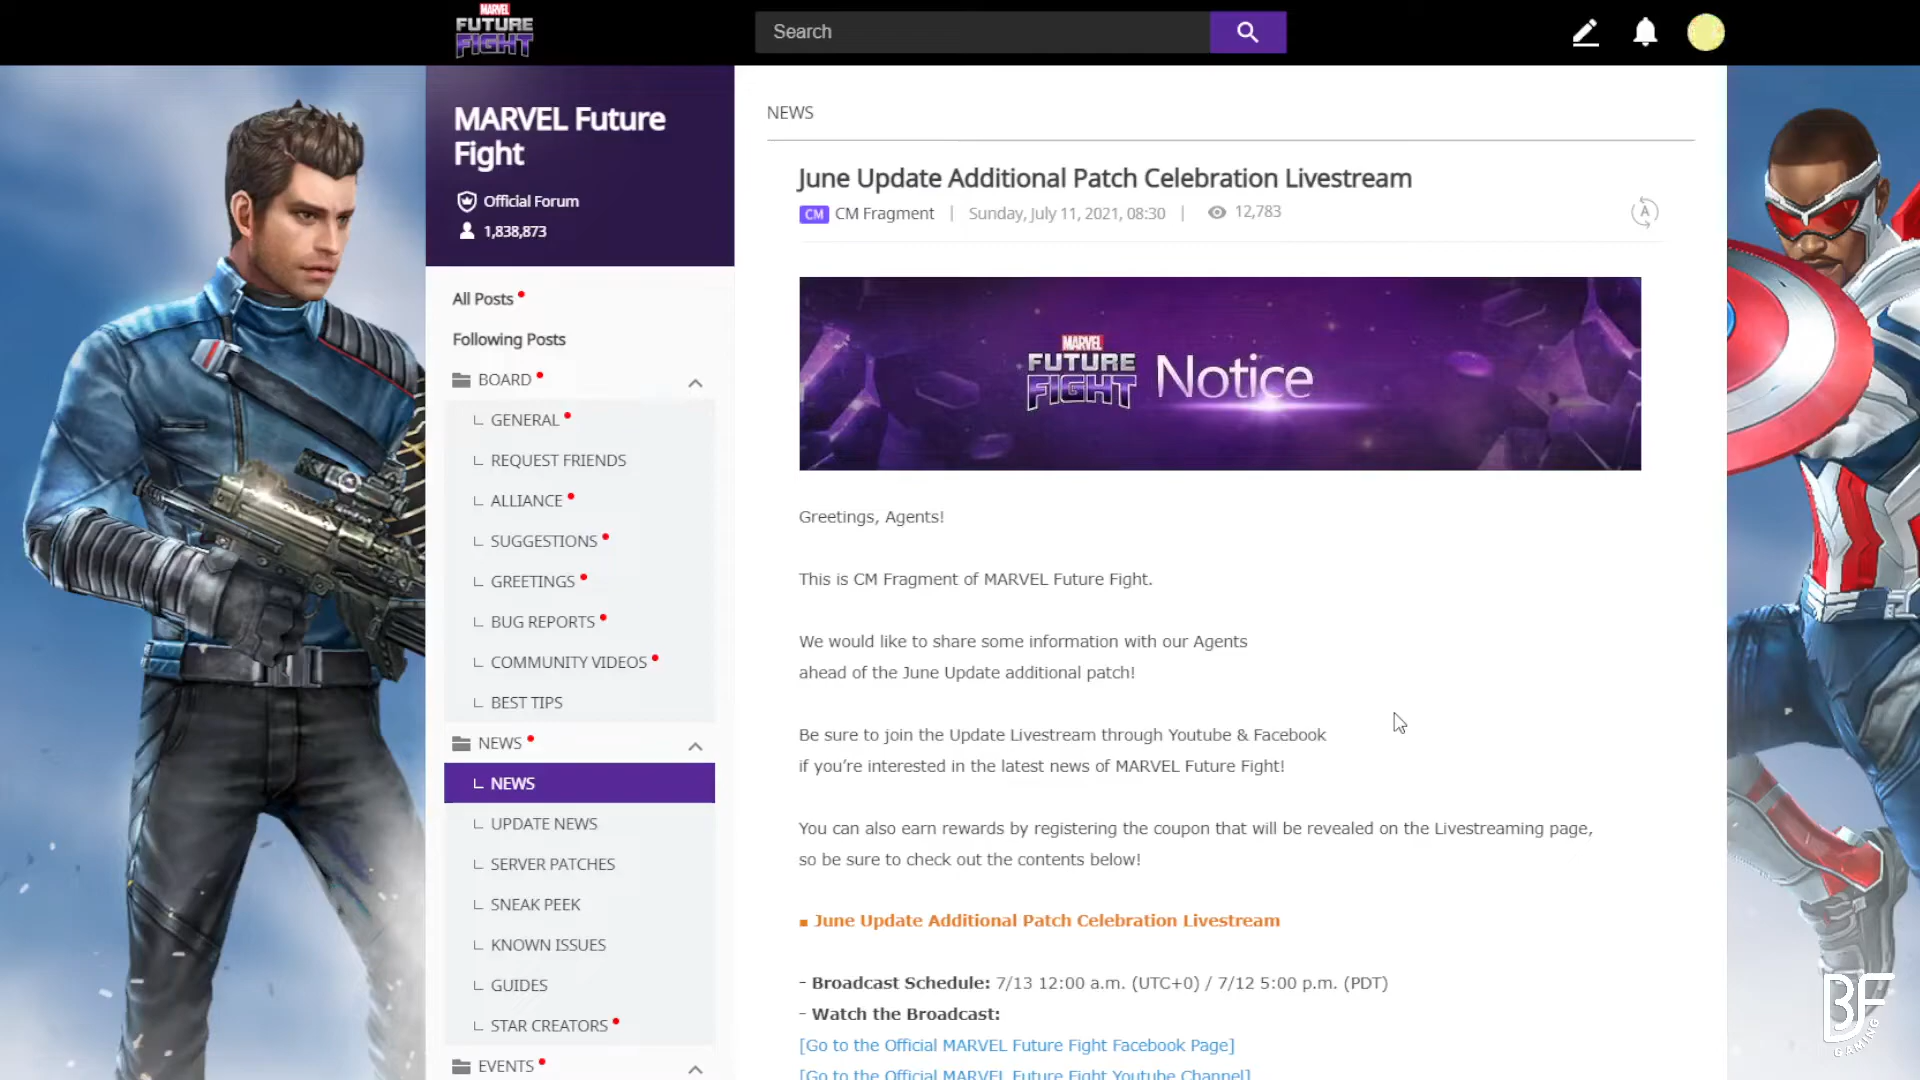 MARVEL
FUTURE
FIGHT
Search
MARVEL Future
Fight
Official Forum
1,838,873
All Posts
Following Posts
BOARD
GENERAL
REQUEST FRIENDS
ALLIANCE
SUGGESTIONS
GREETINGS
BUG REPORTS
COMMUNITY VIDEOS
BEST TIPS
NEWS
NEWS
UPDATE NEWS
SERVER PATCHES
SNEAK PEEK
KNOWN ISSUES
GUIDES
STAR CREATORS
EVENTS
NEWS
June Update Additional Patch Celebration Livestream
CM CM Fragment | Sunday, July 11, 2021, 08:30 | 12,783
A
MARVEL
FUTURE
FIGHT
Notice
Greetings, Agents!
This is CM Fragment of MARVEL Future Fight.
We would like to share some information with our Agents
ahead of the June Update additional patch!
Be sure to join the Update Livestream through Youtube & Facebook
if you’re interested in the latest news of MARVEL Future Fight!
You can also earn rewards by registering the coupon that will be revealed on the Livestreaming page,
so be sure to check out the contents below!
■ June Update Additional Patch Celebration Livestream
- Broadcast Schedule: 7/13 12:00 a.m. (UTC+0) / 7/12 5:00 p.m. (PDT)
- Watch the Broadcast:
[Go to the Official MARVEL Future Fight Facebook Page]
[Go to the Official MARVEL Future Fight Youtube Channel]
BF
GAMING